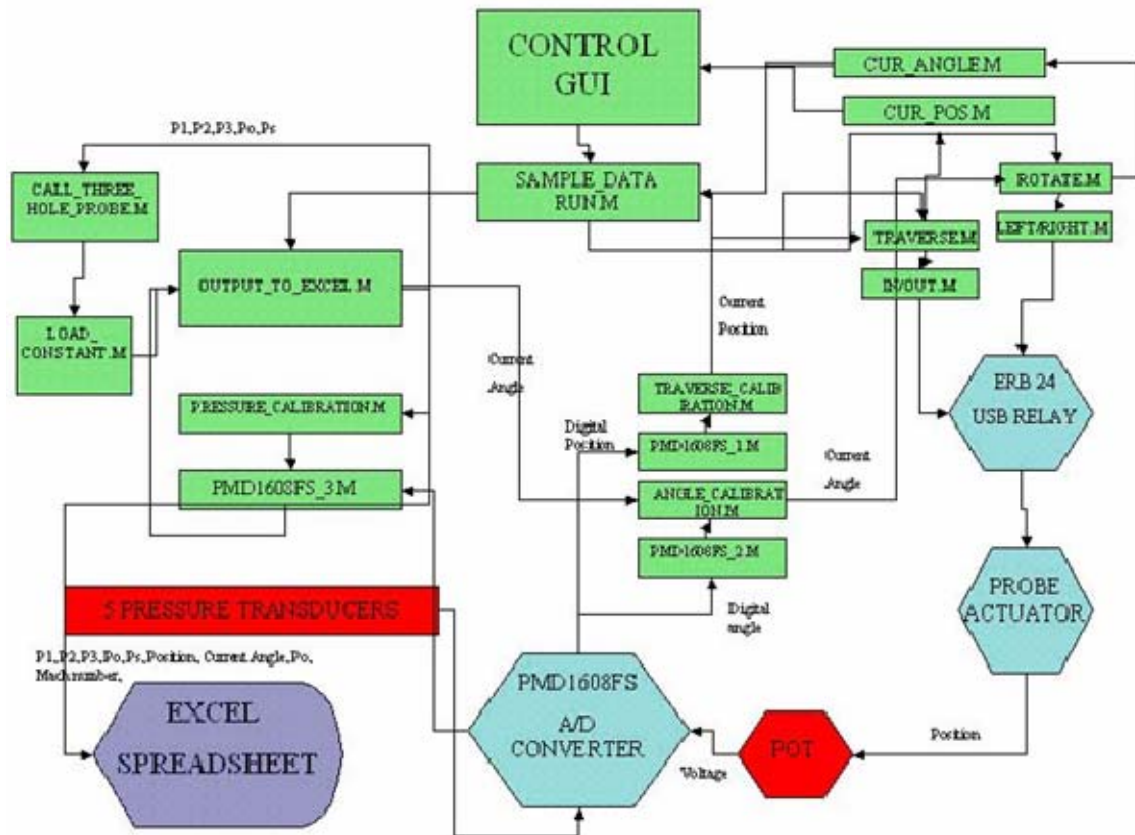 CONTROL
GUI
CUR_ANGLE.M
CUR_POS.M
P1,P2,P3,Po,Ps
CALL_THREE_
HOLE_PROBE.M
SAMPLE_DATA
RUN.M
ROTATE.M
LEFT/RIGHT.M
TRAVERSE.M
IN/OUT.M
OUTPUT_TO_EXCEL.M
LOAD_
CONSTANT.M
Current
Position
Current
Angle
TRAVERSE_CALIB
RATION.M
ERB 24
USB RELAY
PRESSURE_CALIBRATION.M
Digital
Position
PMD1608FS_1.M
Current
Angle
PMD1608FS_3.M
ANGLE_CALIBRAT
ION.M
PMD1608FS_2.M
PROBE
ACTUATOR
5 PRESSURE TRANSDUCERS
Digital
angle
P1,P2,P3,Po,Ps,Position, Current Angle,Po,
Mach number,
EXCEL
SPREADSHEET
PMD1608FS
A/D
CONVERTER
POT
Position
Voltage